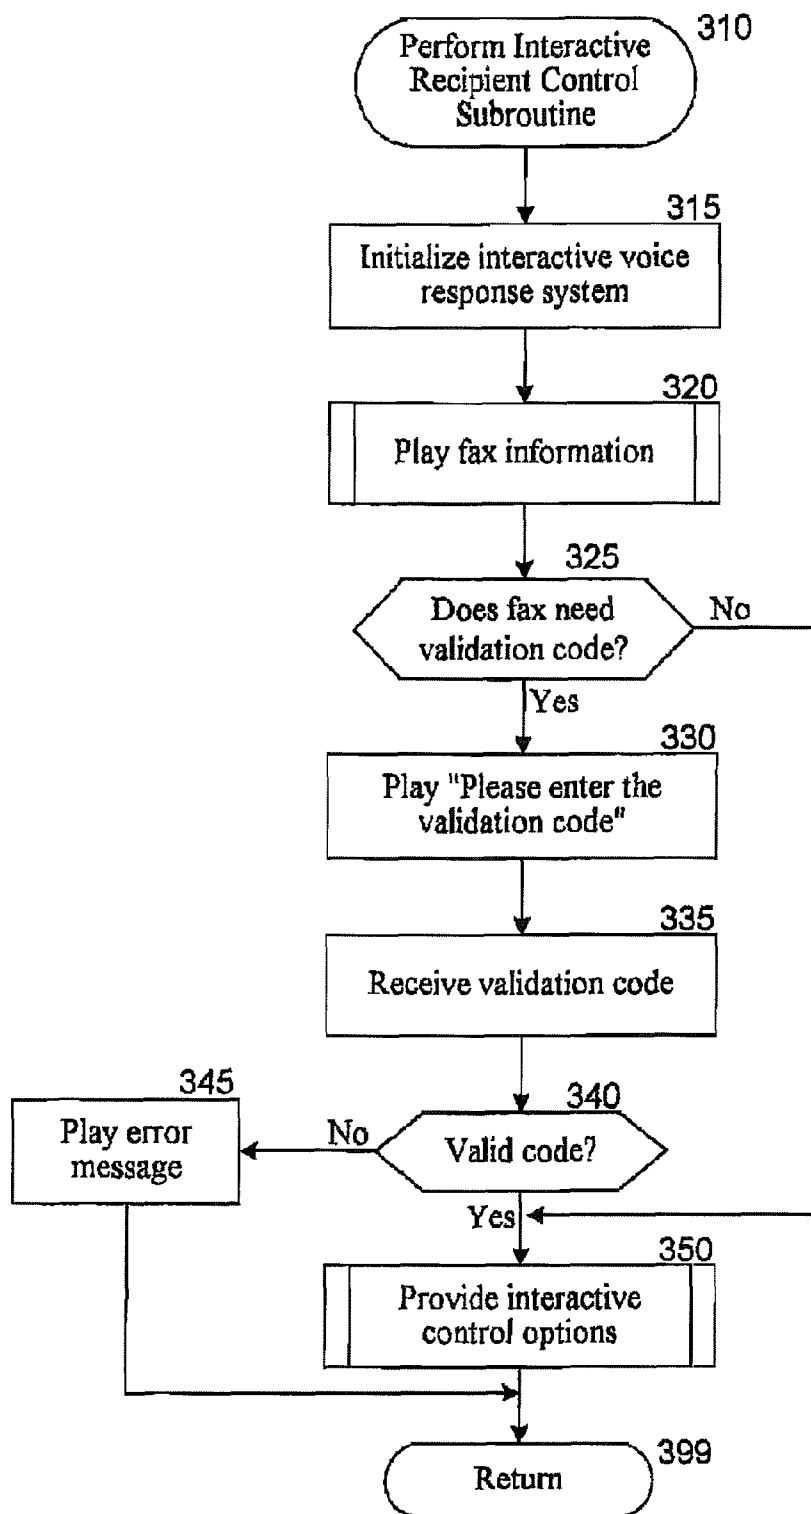 310
Perform Interactive
Recipient Control
Subroutine
315
Initialize interactive voice
response system
320
Play fax information
325
Does fax need
validation code?
No
Yes
330
Play "Please enter the
validation code"
335
Receive validation code
345
Play error
message
340
No
Valid code?
Yes
350
Provide interactive
control options
399
Return